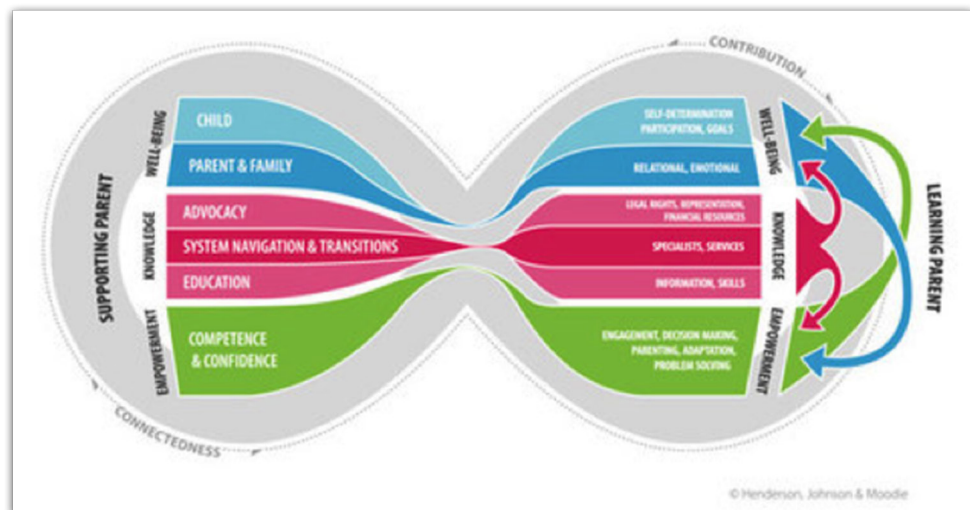 CONTRIBUTION
SUPPORTING PARENT
WELL-BEING
CHILD
PARENT & FAMILY
KNOWLEDGE
ADVOCACY
SYSTEM NAVIGATION & TRANSITIONS
EDUCATION
EMPOWERMENT
COMPETENCE
& CONFIDENCE
CONNECTEDNESS
SELF-DETERMINATION
PARTICIPATION, GOALS
RELATIONAL, EMOTIONAL
WELL-BEING
LEGAL RIGHTS, REPRESENTATION,
FINANCIAL RESOURCES
SPECIALISTS, SERVICES
INFORMATION, SKILLS
KNOWLEDGE
ENGAGEMENT, DECISION MAKING,
PARENTING, ADAPTATION,
PROBLEM SOLVING
EMPOWERMENT
LEARNING PARENT
© Henderson, Johnson & Moodie